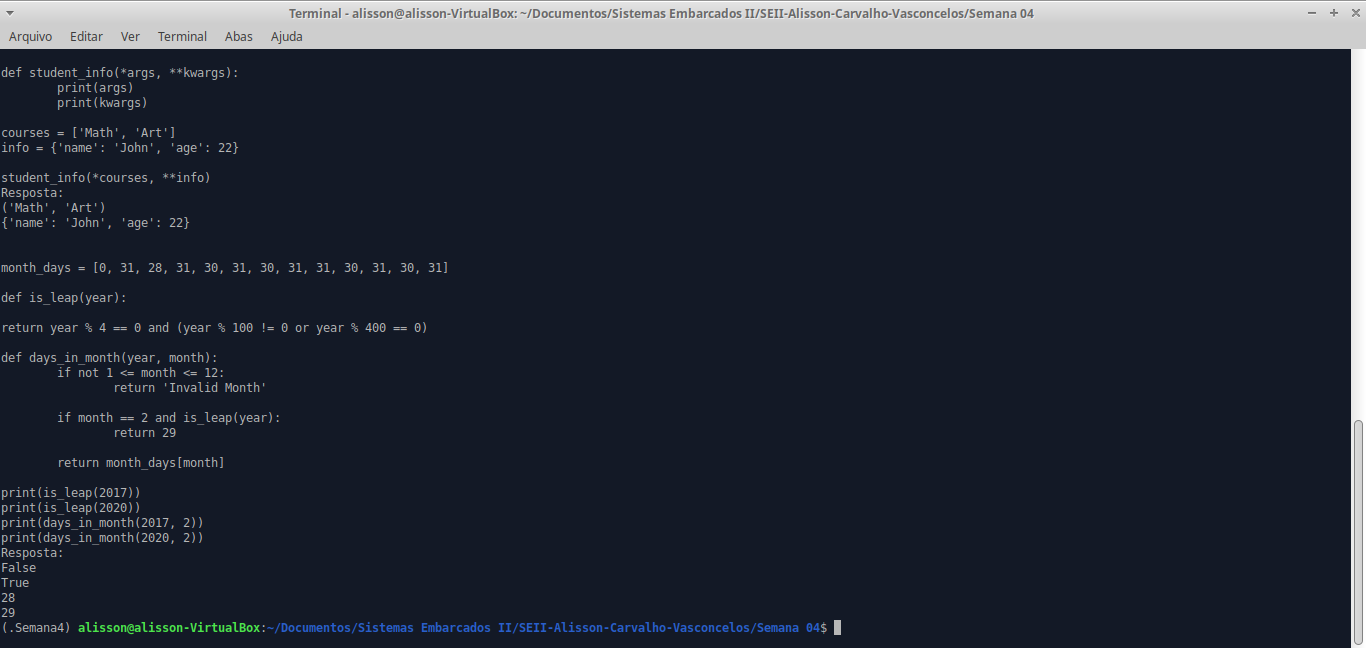 Terminal - alisson@alisson-VirtualBox: ~/Documentos/Sistemas Embarcados II/SEII-Alisson-Carvalho-Vasconcelos/Semana 04
Arquivo Editar Ver Terminal Abas Ajuda
def student_info(*args, **kwargs):
        print(args)
        print(kwargs)
courses = ['Math', 'Art']
info = {'name': 'John', 'age': 22}
student_info(*courses, **info)
Resposta:
('Math', 'Art')
{'name': 'John', 'age': 22}
month_days = [0, 31, 28, 31, 30, 31, 30, 31, 31, 30, 31, 30, 31]
def is_leap(year):
return year % 4 == 0 and (year % 100 != 0 or year % 400 == 0)
def days_in_month(year, month):
        if not 1 <= month <= 12:
                return 'Invalid Month'
        if month == 2 and is_leap(year):
                return 29
        return month_days[month]
print(is_leap(2017))
print(is_leap(2020))
print(days_in_month(2017, 2))
print(days_in_month(2020, 2))
Resposta:
False
True
28
29
(.Semana4) alisson@alisson-VirtualBox:~/Documentos/Sistemas Embarcados II/SEII-Alisson-Carvalho-Vasconcelos/Semana 04$